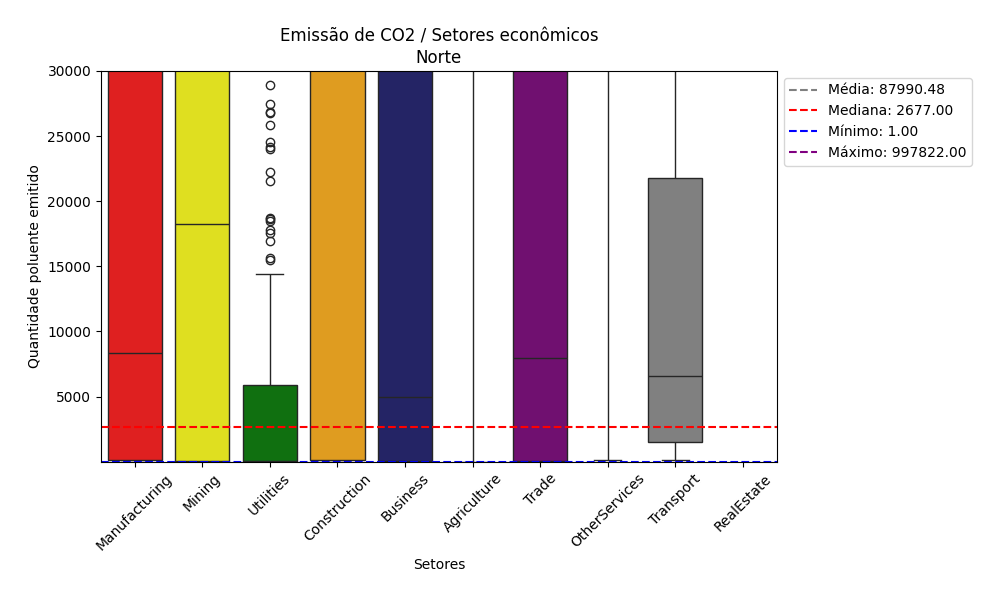 Emissão de CO2 / Setores econômicos
Norte
Quantidade poluente emitido
30000
25000
20000
15000
10000
5000
Manufacturing
Mining
Utilities
Construction
Business
Agriculture
Trade
OtherServices
Transport
RealEstate
Setores
Média: 87990.48
Mediana: 2677.00
Mínimo: 1.00
Máximo: 997822.00